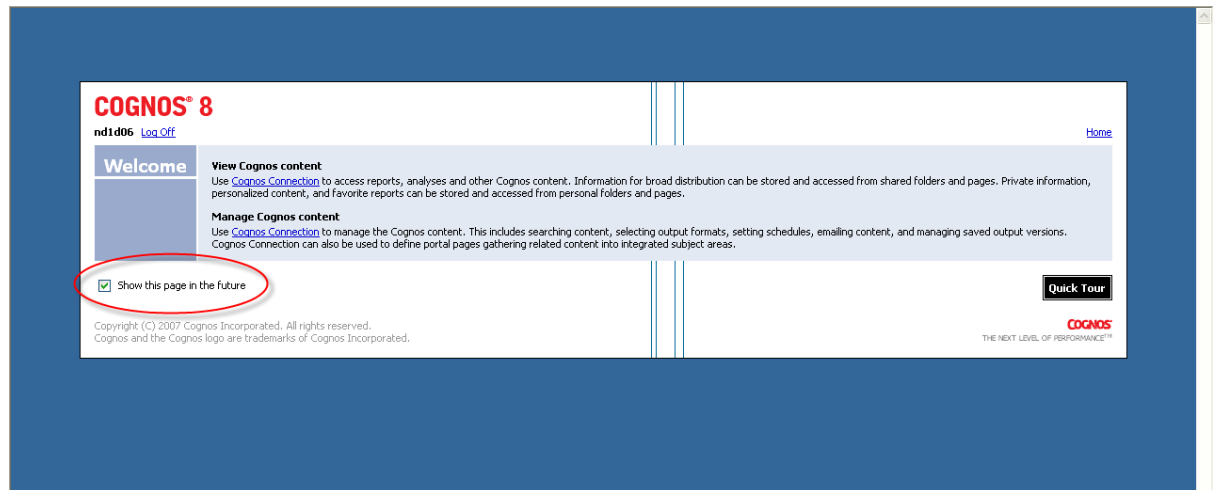 COGNOS® 8
nd1d06 Log Off
Home
Welcome
View Cognos content
Use Cognos Connection to access reports, analyses and other Cognos content. Information for broad distribution can be stored and accessed from shared folders and pages. Private information,
personalized content, and favorite reports can be stored and accessed from personal folders and pages.
Manage Cognos content
Use Cognos Connection to manage the Cognos content. This includes searching content, selecting output formats, setting schedules, emailing content, and managing saved output versions.
Cognos Connection can also be used to define portal pages gathering related content into integrated subject areas.
Show this page in the future
Quick Tour
Copyright (C) 2007 Cognos Incorporated. All rights reserved.
Cognos and the Cognos logo are trademarks of Cognos Incorporated.
COGNOS
THE NEXT LEVEL OF PERFORMANCE™